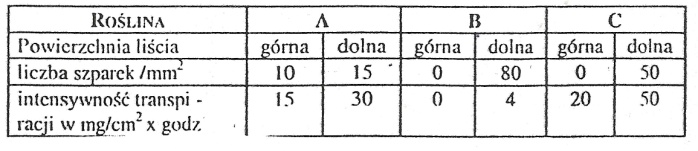 ROŚLINA A B C
Powierzchnia liścia górna dolna górna dolna górna dolna
liczba szparek /mm² 10 15 0 80 0 50
intensywność transpi - 15 30 0 4 20 50
racji w mg/cm² x godz